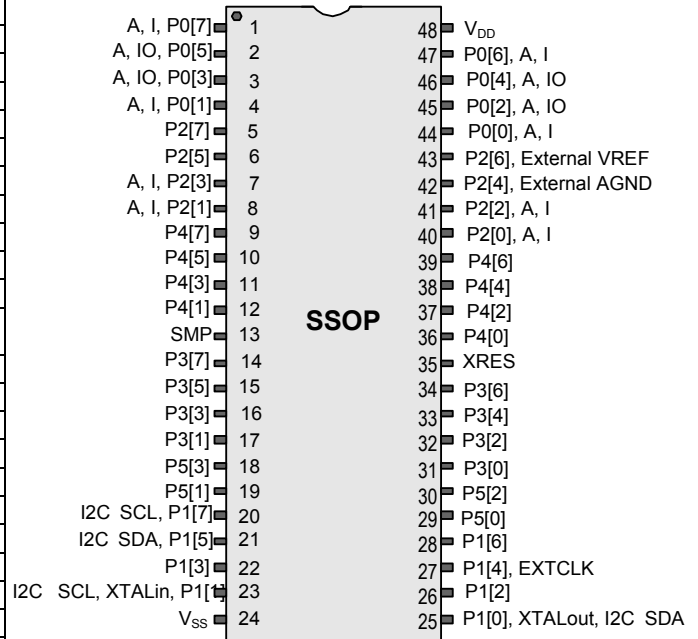 A, I, P0[7] 1 48 VDD
A, IO, P0[5] 2 47 P0[6], A, I
A, IO, P0[3] 3 46 P0[4], A, IO
A, I, P0[1] 4 45 P0[2], A, IO
P2[7] 5 44 P0[0], A, I
P2[5] 6 43 P2[6], External VREF
A, I, P2[3] 7 42 P2[4], External AGND
A, I, P2[1] 8 41 P2[2], A, I
P4[7] 9 40 P2[0], A, I
P4[5] 10 39 P4[6]
P4[3] 11 38 P4[4]
P4[1] 12 37 P4[2]
SSOP
SMP 13 36 P4[0]
P3[7] 14 35 XRES
P3[5] 15 34 P3[6]
P3[3] 16 33 P3[4]
P3[1] 17 32 P3[2]
P5[3] 18 31 P3[0]
P5[1] 19 30 P5[2]
I2C SCL, P1[7] 20 29 P5[0]
I2C SDA, P1[5] 21 28 P1[6]
P1[3] 22 27 P1[4], EXTCLK
I2C SCL, XTALin, P1[1] 23 26 P1[2]
VSS 24 25 P1[0], XTALout, I2C SDA